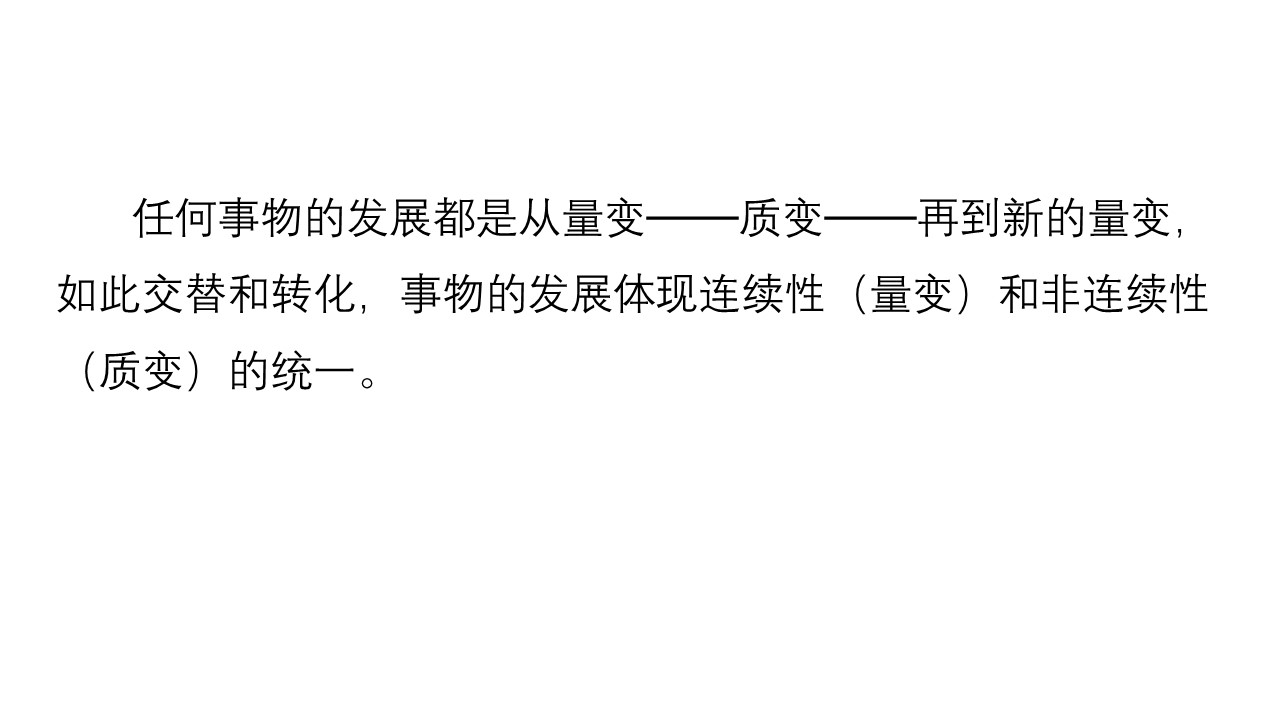 任何事物的发展都是从量变——质变——再到新的量变，
如此交替和转化，事物的发展体现连续性（量变）和非连续性
（质变）的统一。